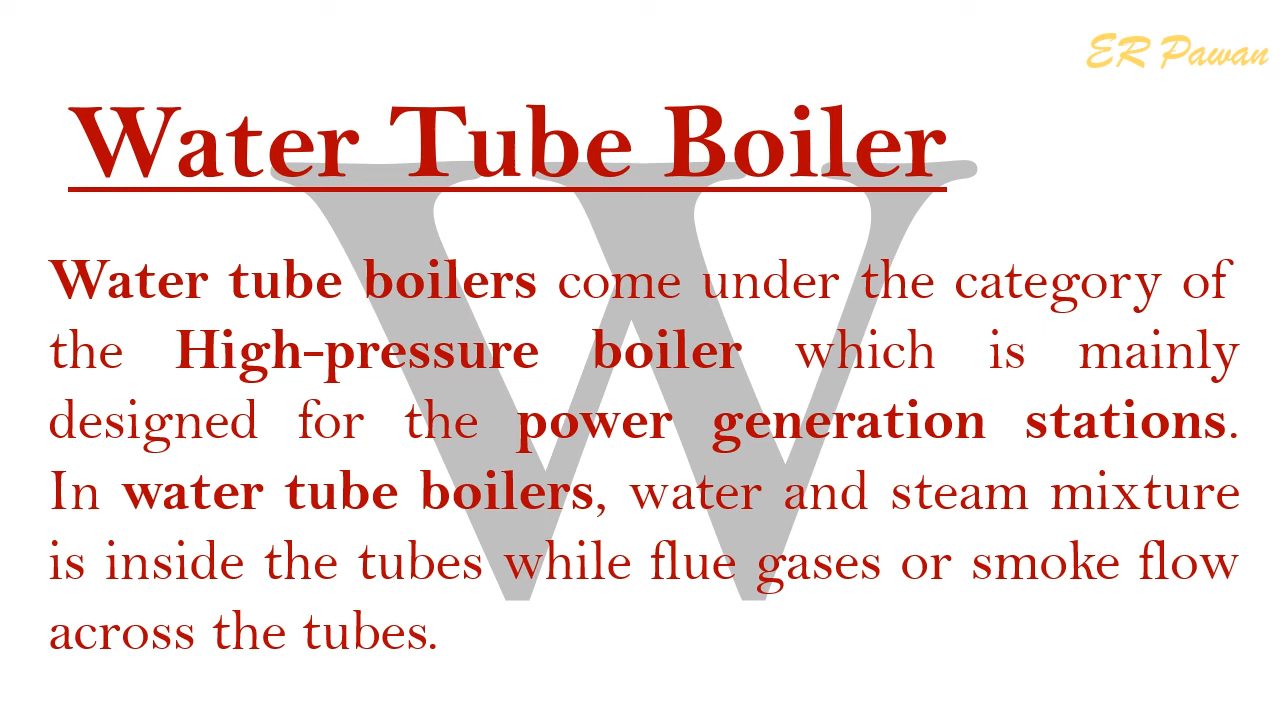 ER Pawan
Water Tube Boiler
W
Water tube boilers come under the category of
the High-pressure boiler which is mainly
designed for the power generation stations.
In water tube boilers, water and steam mixture
is inside the tubes while flue gases or smoke flow
across the tubes.